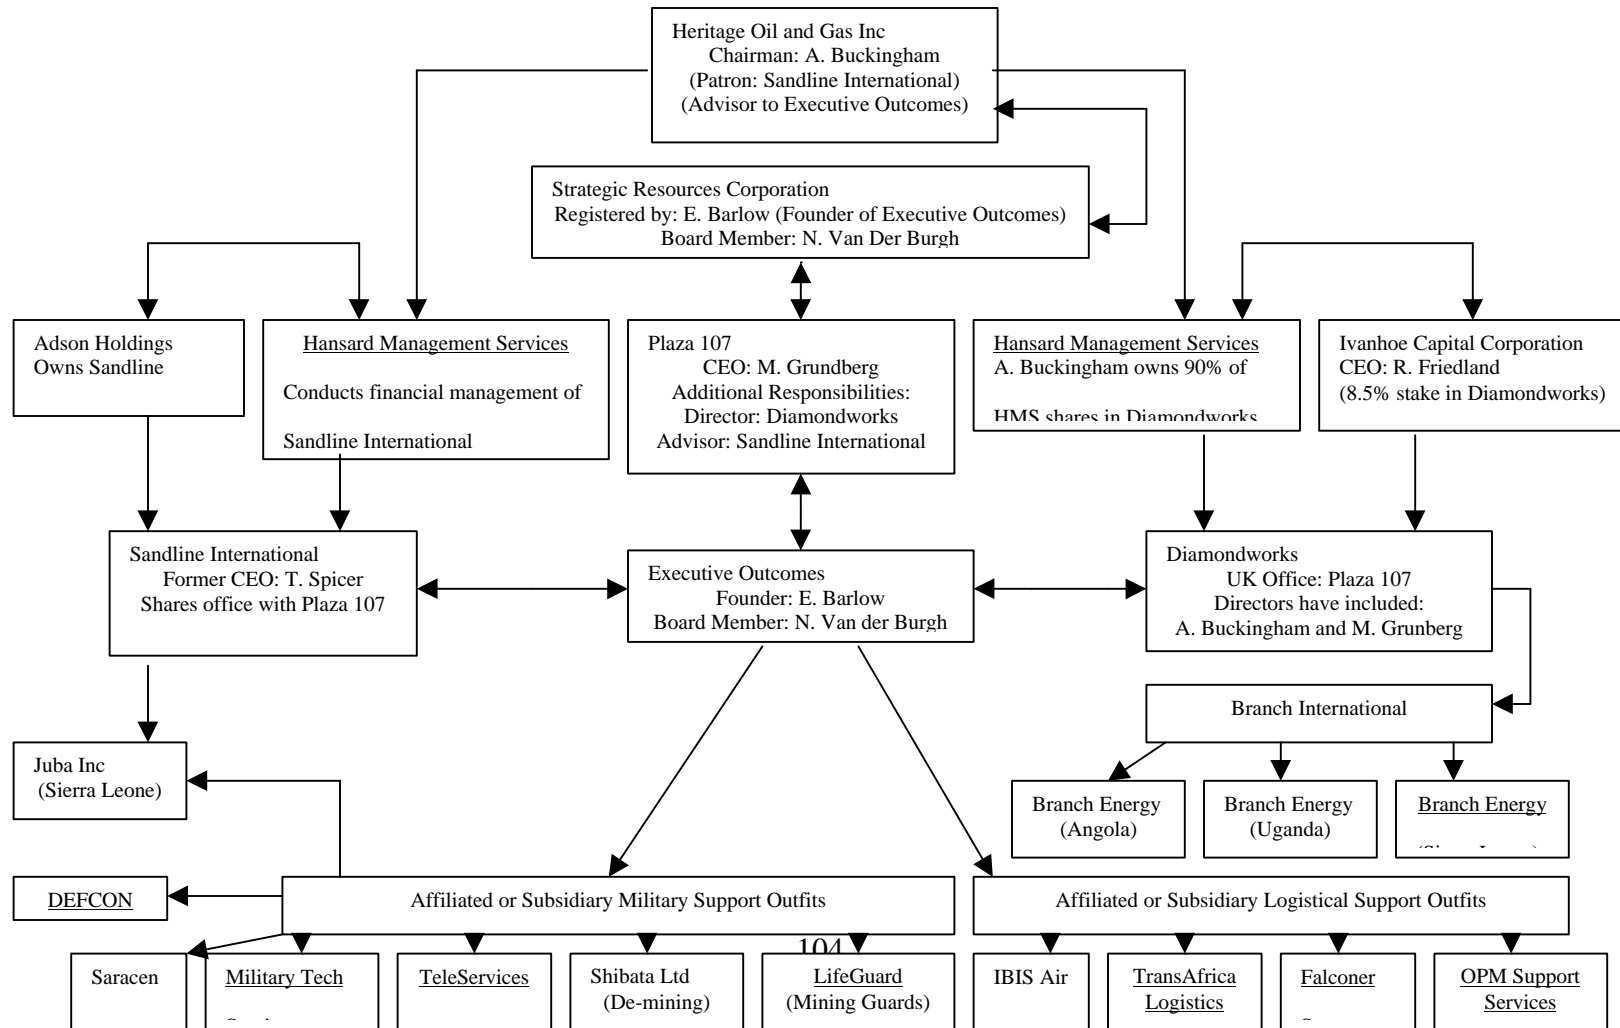 Heritage Oil and Gas Inc
Chairman: A. Buckingham
(Patron: Sandline International)
(Advisor to Executive Outcomes)
Strategic Resources Corporation
Registered by: E. Barlow (Founder of Executive Outcomes)
Board Member: N. Van Der Burgh
Adson Holdings
Owns Sandline
Hansard Management Services
Conducts financial management of
Sandline International
Plaza 107
CEO: M. Grundberg
Additional Responsibilities:
Director: Diamondworks
Advisor: Sandline International
Hansard Management Services
A. Buckingham owns 90% of
HMS shares in Diamondworks
Ivanhoe Capital Corporation
CEO: R. Friedland
(8.5% stake in Diamondworks)
Sandline International
Former CEO: T. Spicer
Shares office with Plaza 107
Executive Outcomes
Founder: E. Barlow
Board Member: N. Van der Burgh
Diamondworks
UK Office: Plaza 107
Directors have included:
A. Buckingham and M. Grunberg
Branch International
Juba Inc
(Sierra Leone)
Branch Energy
(Angola)
Branch Energy
(Uganda)
Branch Energy
DEFCON
Affiliated or Subsidiary Military Support Outfits
Affiliated or Subsidiary Logistical Support Outfits
104
Saracen
Military Tech
TeleServices
Shibata Ltd
(De-mining)
LifeGuard
(Mining Guards)
IBIS Air
TransAfrica
Logistics
Falconer
OPM Support
Services